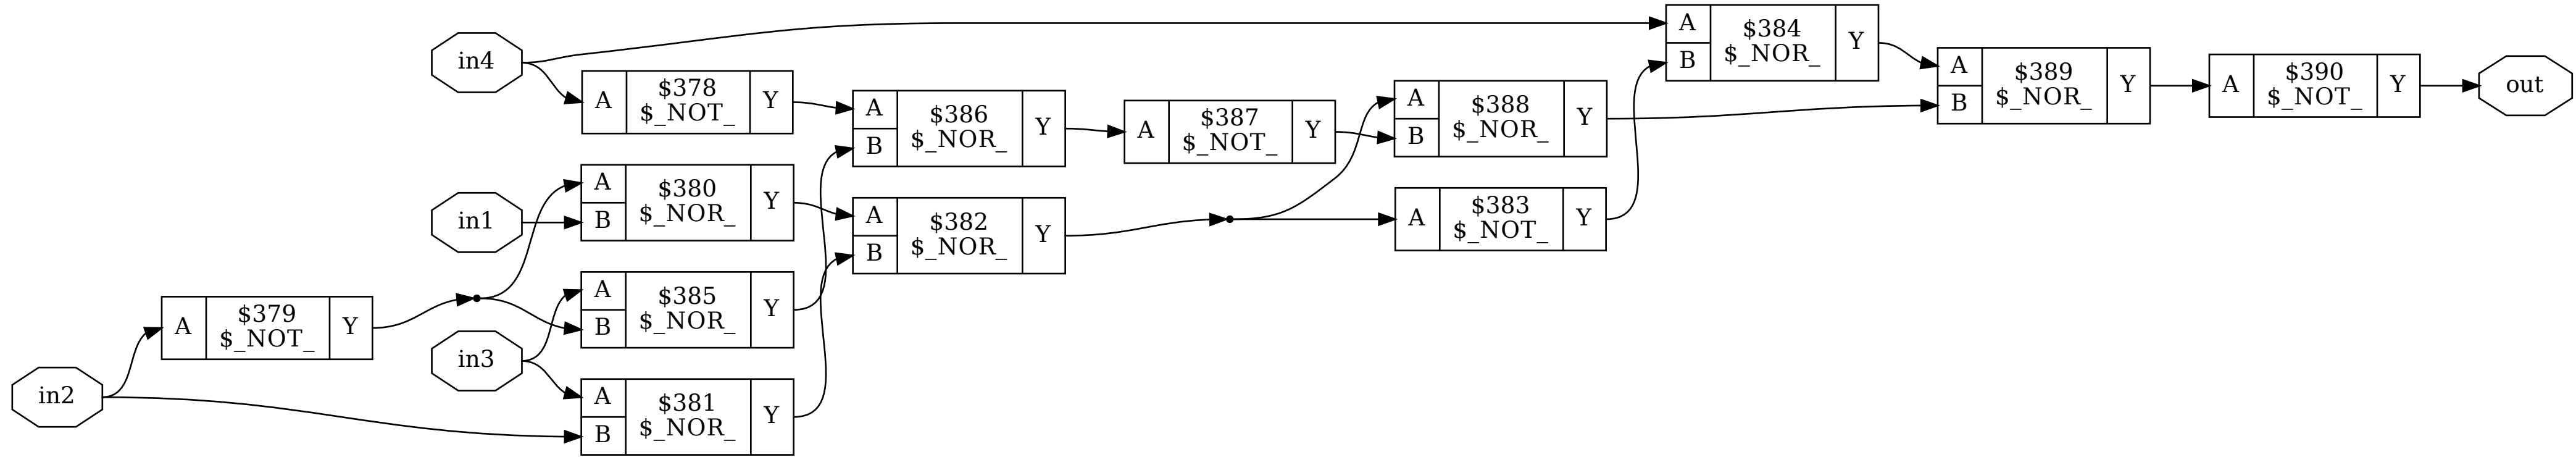 in4
A
$378
$_NOT_
Y
in1
A
B
$380
$_NOR_
Y
A
B
$385
$_NOR_
Y
in3
A
B
$381
$_NOR_
Y
in2
A
$379
$_NOT_
Y
A
B
$386
$_NOR_
Y
A
B
$382
$_NOR_
Y
A
$387
$_NOT_
Y
A
B
$388
$_NOR_
Y
A
$383
$_NOT_
Y
A
B
$384
$_NOR_
Y
A
B
$389
$_NOR_
Y
A
$390
$_NOT_
Y
out